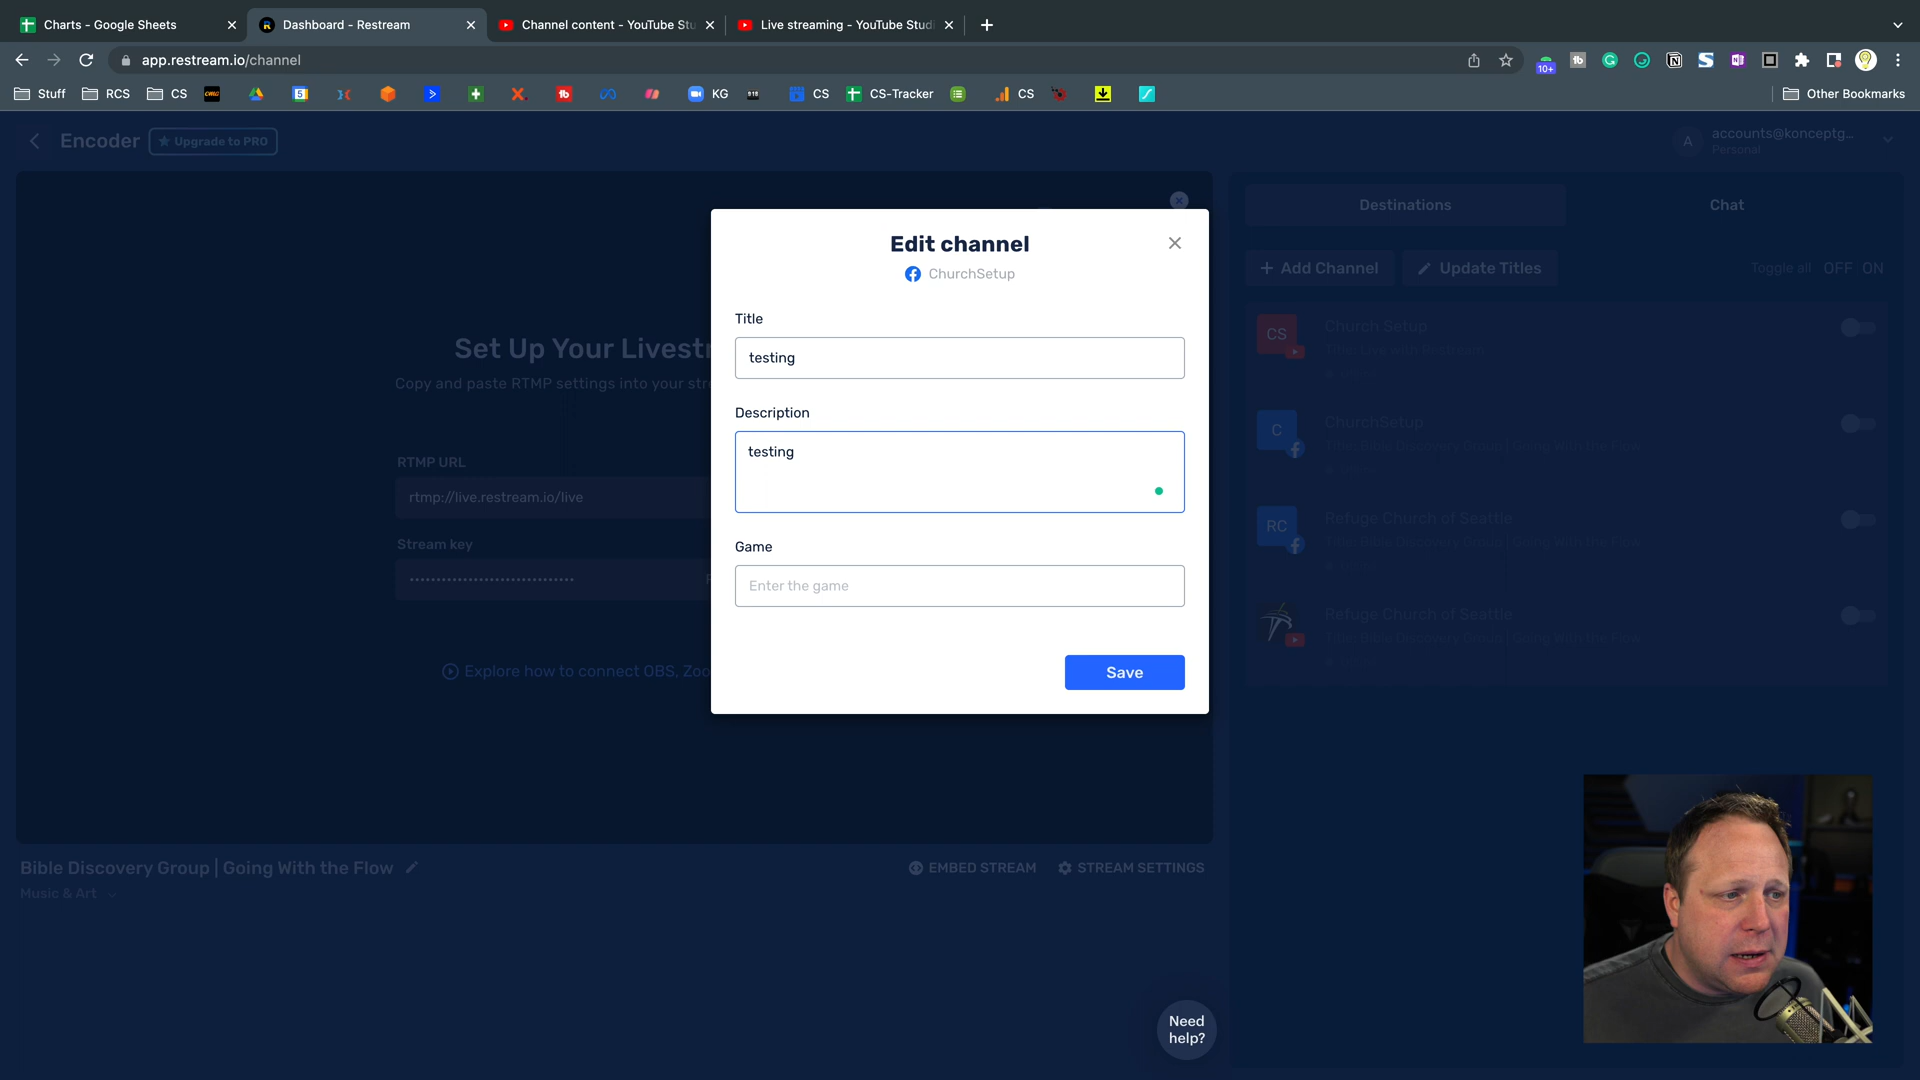 Charts - Google Sheets
Dashboard - Restream
Channel content - YouTube Stu
Live streaming - YouTube Stud
app.restream.io/channel
10+
Stuff
RCS
CS
KG
CS
CS-Tracker
CS
Other Bookmarks
Encoder
Upgrade to PRO
A
accounts@konceptg...
Personal
Edit channel
ChurchSetup
Title
testing
Description
testing
Game
Enter the game
Save
Set Up Your Livestr
Copy and paste RTMP settings into your stre
RTMP URL
rtmp://live.restream.io/live
Stream key
Explore how to connect OBS, Zoo
Bible Discovery Group | Going With the Flow
Music & Art
EMBED STREAM
STREAM SETTINGS
Destinations
Chat
+ Add Channel
Update Titles
Toggle all
OFF
ON
CS
Church Setup
Title: Live with Restream
C
ChurchSetup
Title: Bible Discovery Group | Going With the Flow
RC
Refuge Church of Seattle
Title: Bible Discovery Group | Going With the Flow
Refuge Church of Seattle
Title: Bible Discovery Group | Going With the Flow
Need
help?